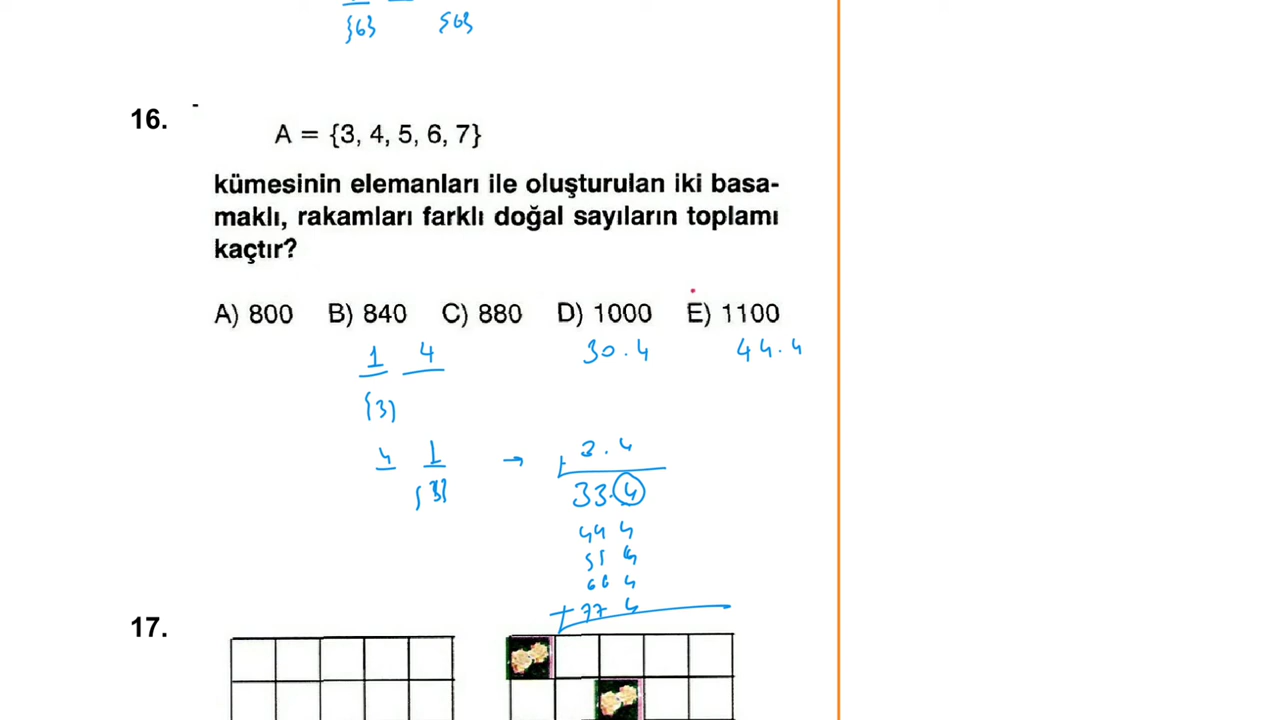 {6} {6}
16.
A = {3, 4, 5, 6, 7}
kümesinin elemanları ile oluşturulan iki basa-
maklı, rakamları farklı doğal sayıların toplamı
kaçtır?
A) 800 B) 840 C) 880 D) 1000 E) 1100
1 4 30.4 44.4
{3}
4 1 → 3.4
{3} 33.4
44 4
55 4
66 4
+ 77 4
17.